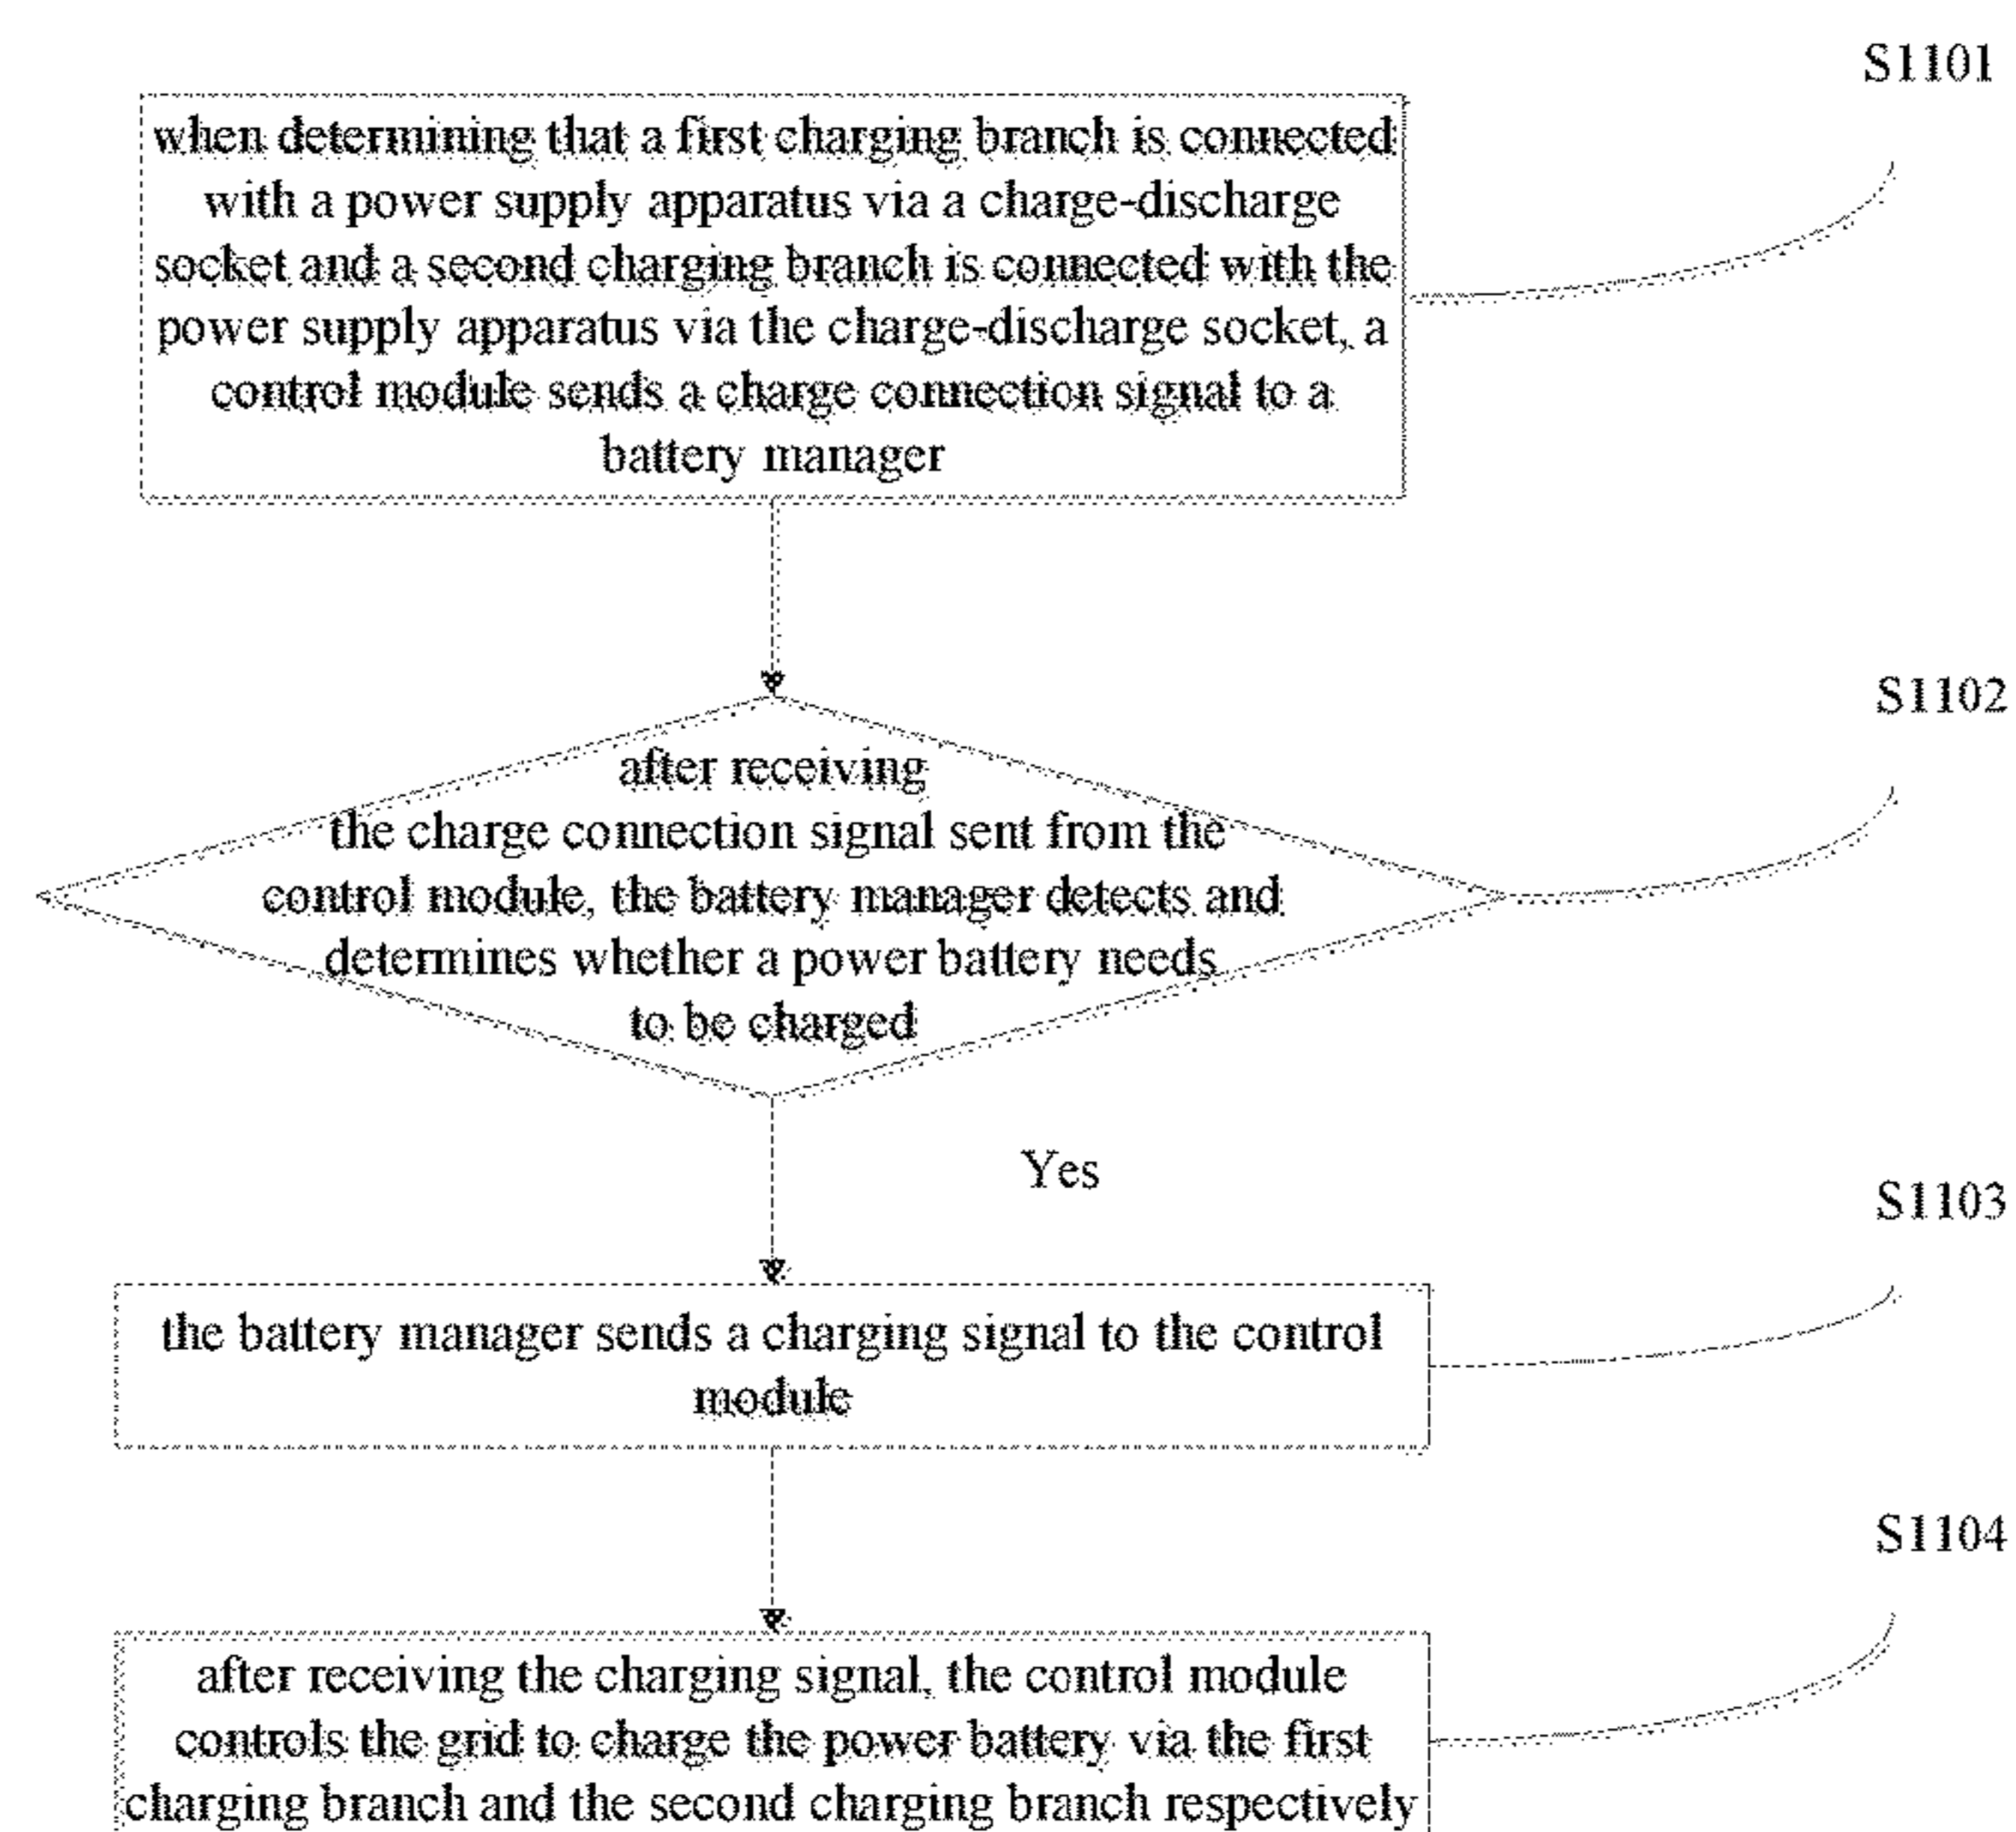 S1101
when determining that a first charging branch is connected
with a power supply apparatus via a charge-discharge
socket and a second charging branch is connected with the
power supply apparatus via the charge-discharge socket, a
control module sends a charge connection signal to a
battery manager
S1102
after receiving
the charge connection signal sent from the
control module, the battery manager detects and
determines whether a power battery needs
to be charged
Yes
S1103
the battery manager sends a charging signal to the control
module
S1104
after receiving the charging signal, the control module
controls the grid to charge the power battery via the first
charging branch and the second charging branch respectively